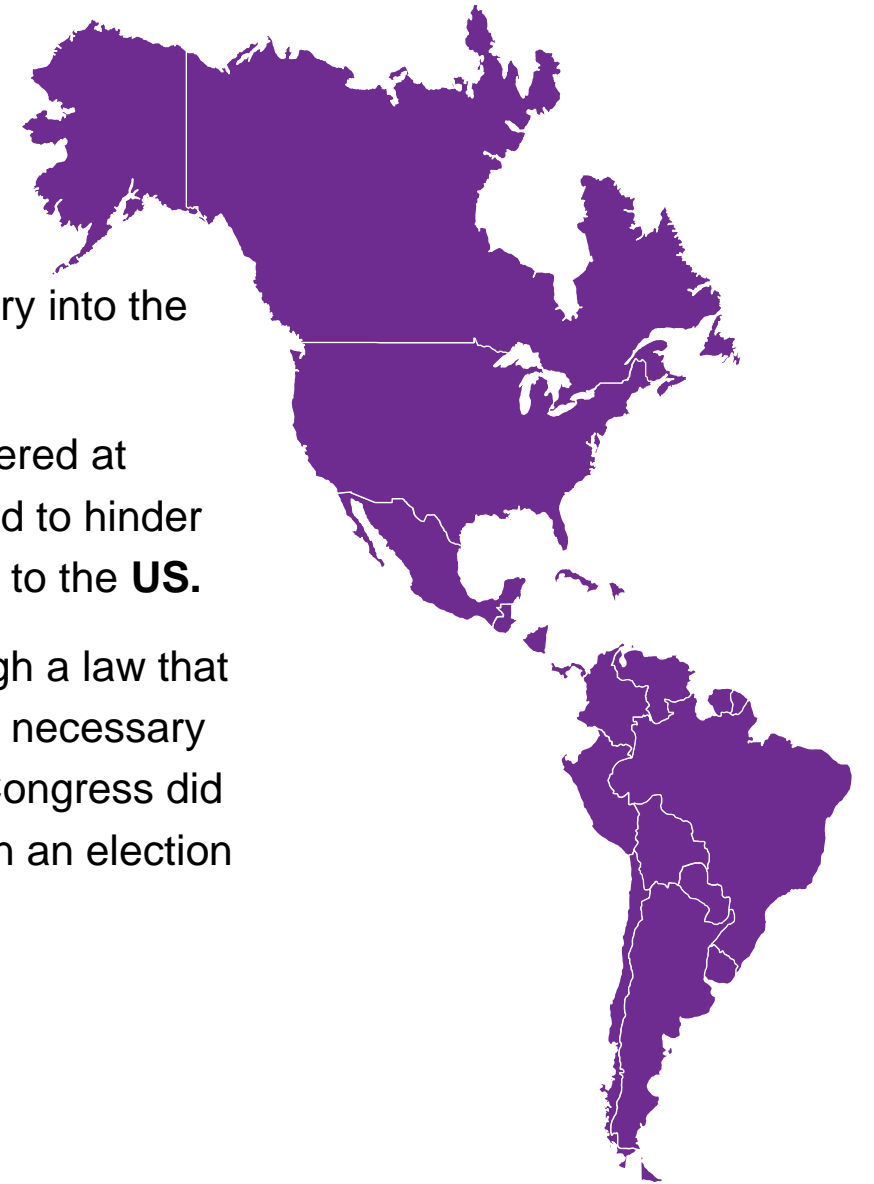 ry into the
ered at
d to hinder
to the US.
gh a law that
necessary
Congress did
n an election